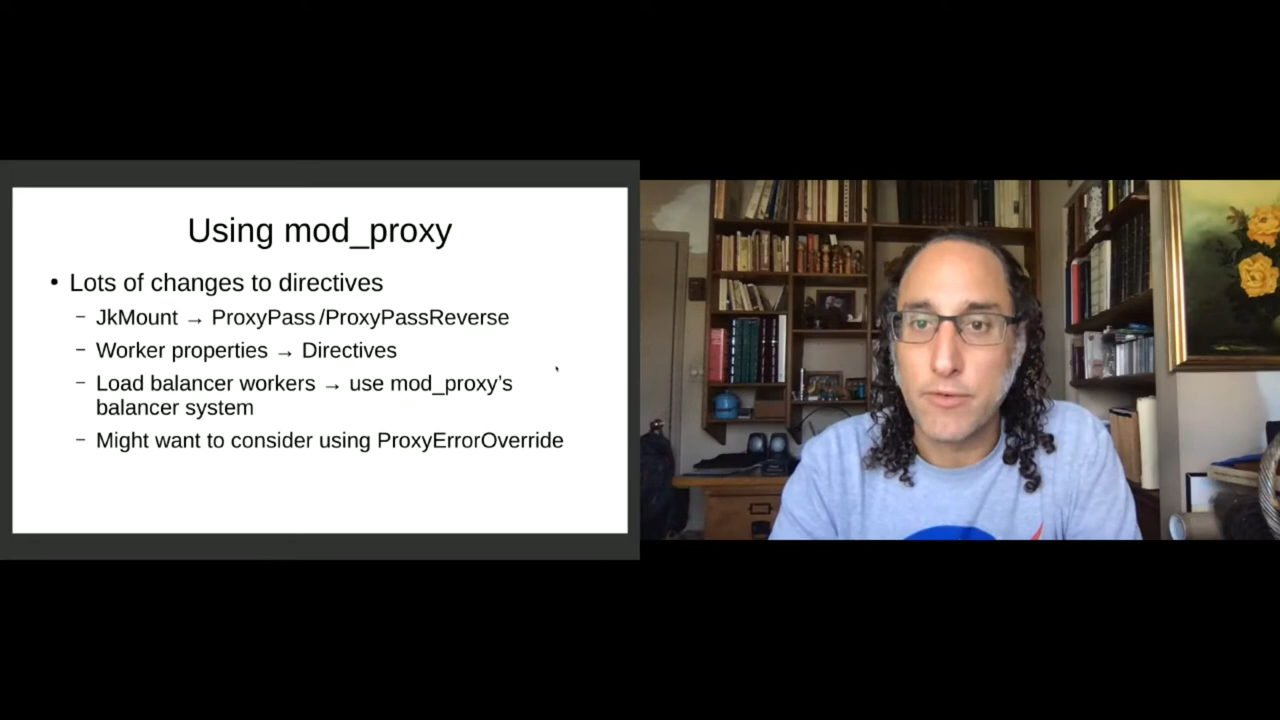 Using mod_proxy
• Lots of changes to directives
– JkMount → ProxyPass/ProxyPassReverse
– Worker properties → Directives
– Load balancer workers → use mod_proxy’s
balancer system
– Might want to consider using ProxyErrorOverride